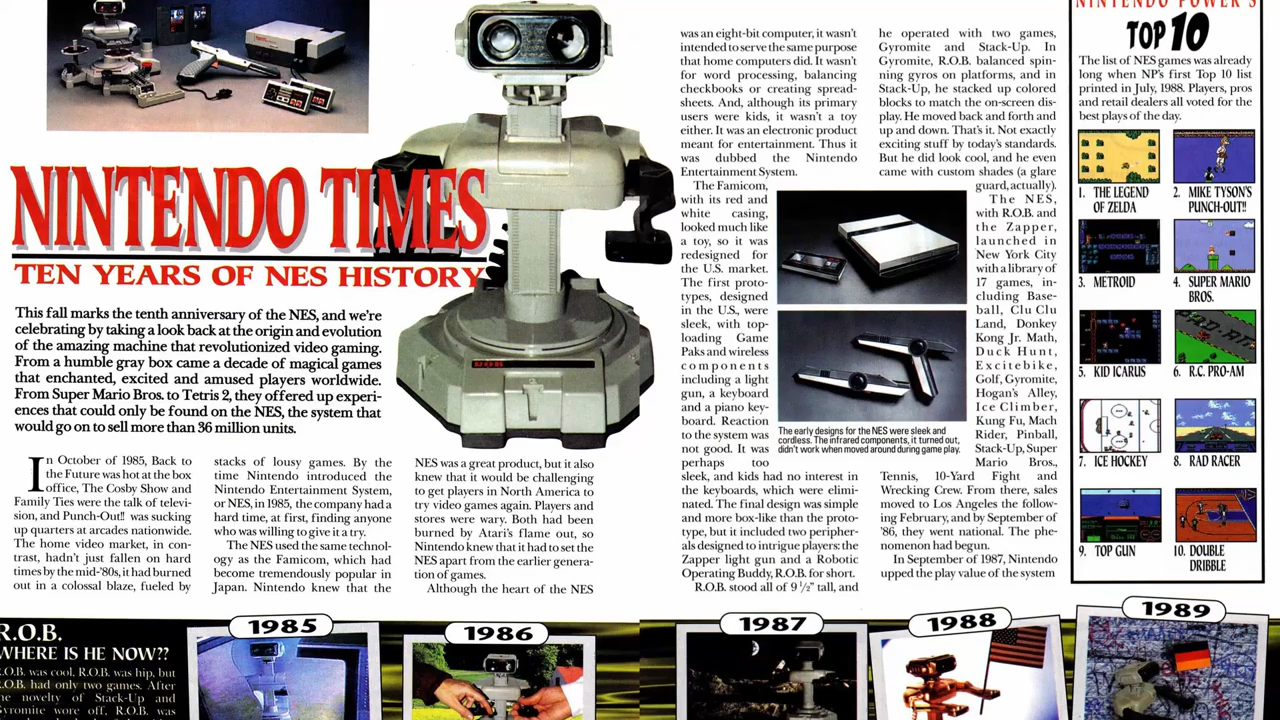 NINTENDO TIMES
TEN YEARS OF NES HISTORY
This fall marks the tenth anniversary of the NES, and we're
celebrating by taking a look back at the origin and evolution
of the amazing machine that revolutionized video gaming.
From a humble gray box came a decade of magical games
that enchanted, excited and amused players worldwide.
From Super Mario Bros. to Tetris 2, they offered up experi-
ences that could only be found on the NES, the system that
would go on to sell more than 36 million units.
In October of 1985, Back to
the Future was hot at the box
office, The Cosby Show and
Family Ties were the talk of televi-
sion, and Punch-Out!! was sucking
up quarters at arcades nationwide.
The home video market, in con-
trast, hadn't just fallen on hard
times by the mid-'80s, it had burned
out in a colossal blaze, fueled by
stacks of lousy games. By the
time Nintendo introduced the
Nintendo Entertainment System,
or NES, in 1985, the company had a
hard time, at first, finding anyone
who was willing to give it a try.
The NES used the same technol-
ogy as the Famicom, which had
become tremendously popular in
Japan. Nintendo knew that the
NES was a great product, but it also
knew that it would be challenging
to get players in North America to
try video games again. Players and
stores were wary. Both had been
burned by Atari's flame out, so
Nintendo knew that it had to set the
NES apart from the earlier genera-
tion of games.
Although the heart of the NES
was an eight-bit computer, it wasn't
intended to serve the same purpose
that home computers did. It wasn't
for word processing, balancing
checkbooks or creating spread-
sheets. And, although its primary
users were kids, it wasn't a toy
either. It was an electronic product
meant for entertainment. Thus it
was dubbed the Nintendo
Entertainment System.
The Famicom,
with its red and
white casing,
looked much like
a toy, so it was
redesigned for
the U.S. market.
The first proto-
types, designed
in the U.S., were
sleek, with top-
loading Game
Paks and wireless
components
including a light
gun, a keyboard
and a piano key-
board. Reaction
to the system was
not good. It was
perhaps too
sleek, and kids had no interest in
the keyboards, which were elimi-
nated. The final design was simple
and more box-like than the proto-
type, but it included two peripher-
als designed to intrigue players: the
Zapper light gun and a Robotic
Operating Buddy, R.O.B. for short.
R.O.B. stood all of 9 1/2" tall, and
he operated with two games,
Gyromite and Stack-Up. In
Gyromite, R.O.B. balanced spin-
ning gyros on platforms, and in
Stack-Up, he stacked up colored
blocks to match the on-screen dis-
play. He moved back and forth and
up and down. That's it. Not exactly
exciting stuff by today's standards.
But he did look cool, and he even
came with custom shades (a glare
guard, actually).
The NES,
with R.O.B. and
the Zapper,
launched in
New York City
with a library of
17 games, in-
cluding Base-
ball, Clu Clu
Land, Donkey
Kong Jr. Math,
Duck Hunt,
Excitebike,
Golf, Gyromite,
Hogan's Alley,
Ice Climber,
Kung Fu, Mach
Rider, Pinball,
Stack-Up, Super
Mario Bros.,
Tennis, 10-Yard Fight and
Wrecking Crew. From there, sales
moved to Los Angeles the follow-
ing February, and by September of
'86, they went national. The phe-
nomenon had begun.
In September of 1987, Nintendo
upped the play value of the system
The early designs for the NES were sleek and
cordless. The infrared components, it turned out,
didn't work when moved around during game play.
NINTENDO POWER'S
TOP 10
The list of NES games was already
long when NP's first Top 10 list
printed in July, 1988. Players, pros
and retail dealers all voted for the
best plays of the day.
1. THE LEGEND
OF ZELDA
2. MIKE TYSON'S
PUNCH-OUT!!
3. METROID
4. SUPER MARIO
BROS.
5. KID ICARUS
6. R.C. PRO-AM
7. ICE HOCKEY
8. RAD RACER
9. TOP GUN
10. DOUBLE
DRIBBLE
R.O.B.
WHERE IS HE NOW??
R.O.B. was cool. R.O.B. was hip, but
R.O.B. had only two games. After
the novelty of Stack-Up and
Gyromite wore off, R.O.B. was
1985
1986
1987
1988
1989